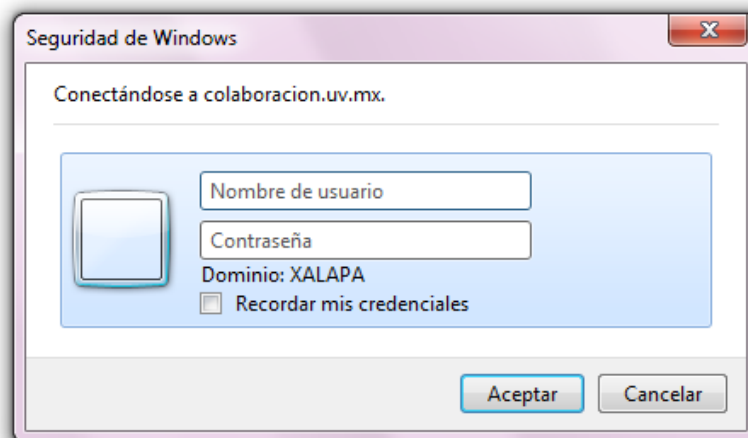 Seguridad de Windows
Conectándose a colaboracion.uv.mx.
Nombre de usuario
Contraseña
Dominio: XALAPA
Recordar mis credenciales
Aceptar Cancelar